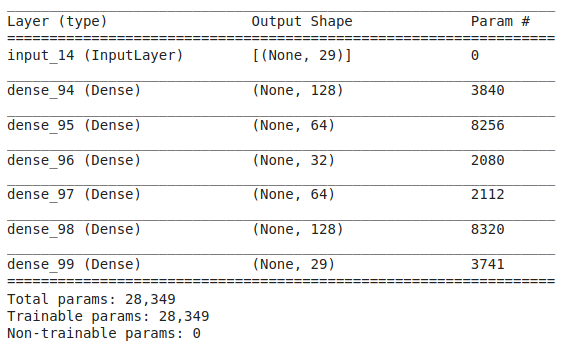 Layer (type) Output Shape Param #
input_14 (InputLayer) [(None, 29)] 0
dense_94 (Dense) (None, 128) 3840
dense_95 (Dense) (None, 64) 8256
dense_96 (Dense) (None, 32) 2080
dense_97 (Dense) (None, 64) 2112
dense_98 (Dense) (None, 128) 8320
dense_99 (Dense) (None, 29) 3741
Total params: 28,349
Trainable params: 28,349
Non-trainable params: 0